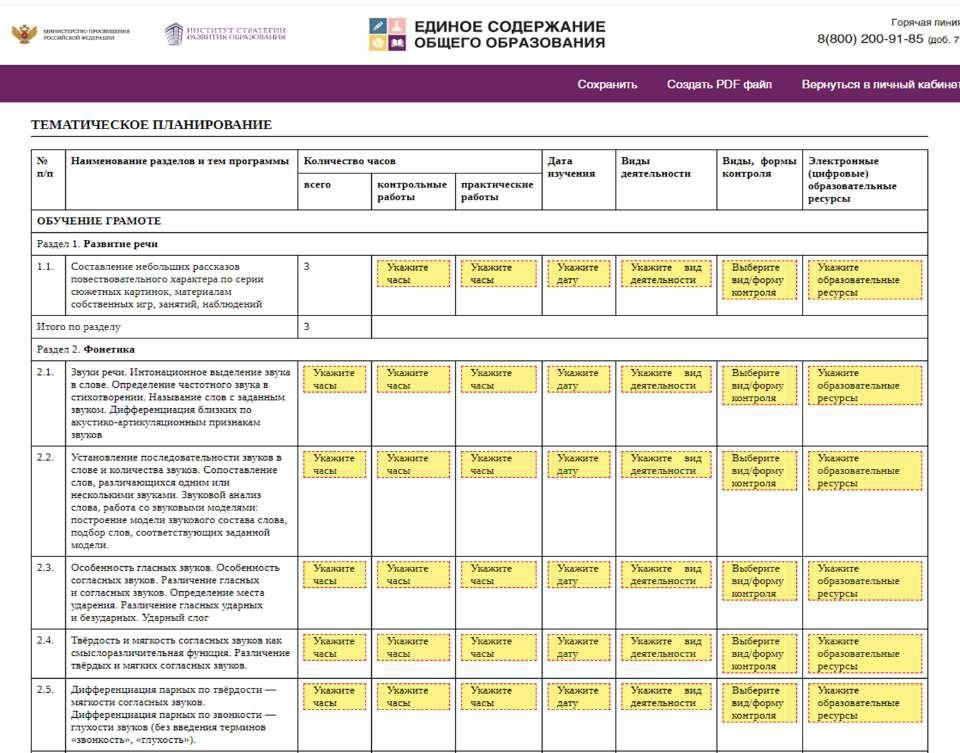 МИНИСТЕРСТВО ПРОСВЕЩЕНИЯ
РОССИЙСКОЙ ФЕДЕРАЦИИ
ИНСТИТУТ СТРАТЕГИИ
РАЗВИТИЯ ОБРАЗОВАНИЯ
ЕДИНОЕ СОДЕРЖАНИЕ
ОБЩЕГО ОБРАЗОВАНИЯ
Горячая линия
8(800) 200-91-85 (доб. 7
Сохранить Создать PDF файл Вернуться в личный кабинет
ТЕМАТИЧЕСКОЕ ПЛАНИРОВАНИЕ
№ п/п
Наименование разделов и тем программы
Количество часов
всего
контрольные
работы
практические
работы
Дата
изучения
Виды
деятельности
Виды, формы
контроля
Электронные
(цифровые)
образовательные
ресурсы
ОБУЧЕНИЕ ГРАМОТЕ
Раздел 1. Развитие речи
1.1.
Составление небольших рассказов
повествовательного характера по серии
сюжетных картинок, материалам
собственных игр, занятий, наблюдений
3
Укажите
часы
Укажите
часы
Укажите
дату
Укажите вид
деятельности
Выберите
вид/форму
контроля
Укажите
образовательные
ресурсы
Итого по разделу 3
Раздел 2. Фонетика
2.1.
Звуки речи. Интонационное выделение звука
в слове. Определение частотного звука в
стихотворении. Называние слов с заданным
звуком. Дифференциация близких по
акустико-артикуляционным признакам
звуков
Укажите
часы
Укажите
часы
Укажите
часы
Укажите
дату
Укажите вид
деятельности
Выберите
вид/форму
контроля
Укажите
образовательные
ресурсы
2.2.
Установление последовательности звуков в
слове и количества звуков. Сопоставление
слов, различающихся одним или
несколькими звуками. Звуковой анализ
слова, работа со звуковыми моделями:
построение модели звукового состава слова,
подбор слов, соответствующих заданной
модели.
Укажите
часы
Укажите
часы
Укажите
часы
Укажите
дату
Укажите вид
деятельности
Выберите
вид/форму
контроля
Укажите
образовательные
ресурсы
2.3.
Особенность гласных звуков. Особенность
согласных звуков. Различение гласных
и согласных звуков. Определение места
ударения. Различение гласных ударных
и безударных. Ударный слог
Укажите
часы
Укажите
часы
Укажите
часы
Укажите
дату
Укажите вид
деятельности
Выберите
вид/форму
контроля
Укажите
образовательные
ресурсы
2.4.
Твёрдость и мягкость согласных звуков как
смыслоразличительная функция. Различение
твёрдых и мягких согласных звуков.
Укажите
часы
Укажите
часы
Укажите
часы
Укажите
дату
Укажите вид
деятельности
Выберите
вид/форму
контроля
Укажите
образовательные
ресурсы
2.5.
Дифференциация парных по твёрдости —
мягкости согласных звуков.
Дифференциация парных по звонкости —
глухости звуков (без введения терминов
«звонкость», «глухость»).
Укажите
часы
Укажите
часы
Укажите
часы
Укажите
дату
Укажите вид
деятельности
Выберите
вид/форму
контроля
Укажите
образовательные
ресурсы